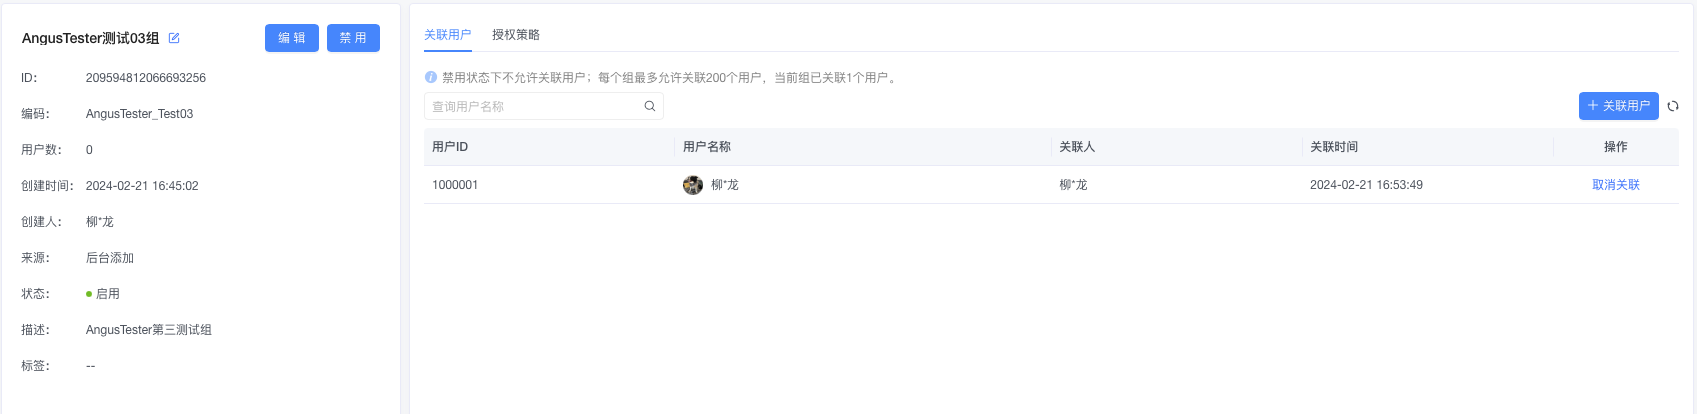 AngusTester测试03组
编 辑
禁 用
ID：
209594812066693256
编码：
AngusTester_Test03
用户数：
0
创建时间：
2024-02-21 16:45:02
创建人：
柳*龙
来源：
后台添加
状态：
启用
描述：
AngusTester第三测试组
标签：
--
关联用户
授权策略
禁用状态下不允许关联用户；每个组最多允许关联200个用户，当前组已关联1个用户。
查询用户名称
+ 关联用户
用户ID
用户名称
关联人
关联时间
操作
1000001
柳*龙
柳*龙
2024-02-21 16:53:49
取消关联